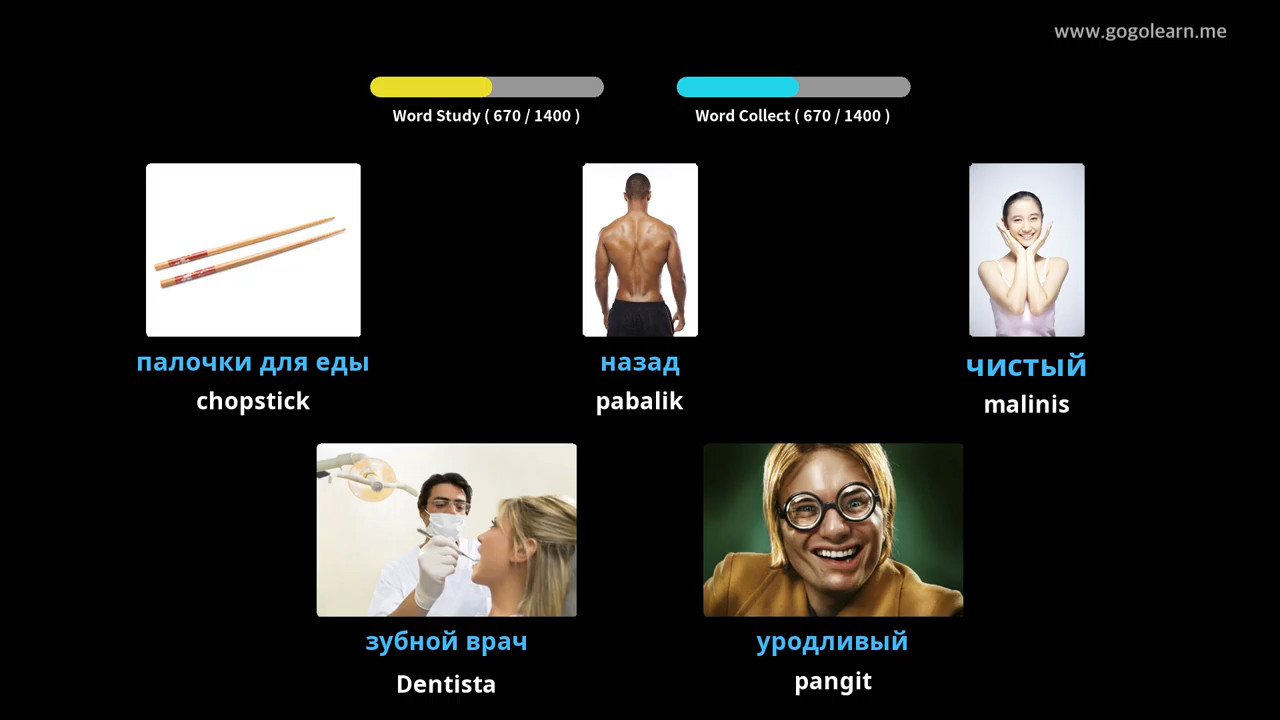 www.gogolearn.me
Word Study ( 670 / 1400 )
Word Collect ( 670 / 1400 )
палочки для еды
chopstick
назад
pabalik
чистый
malinis
зубной врач
Dentista
уродливый
pangit